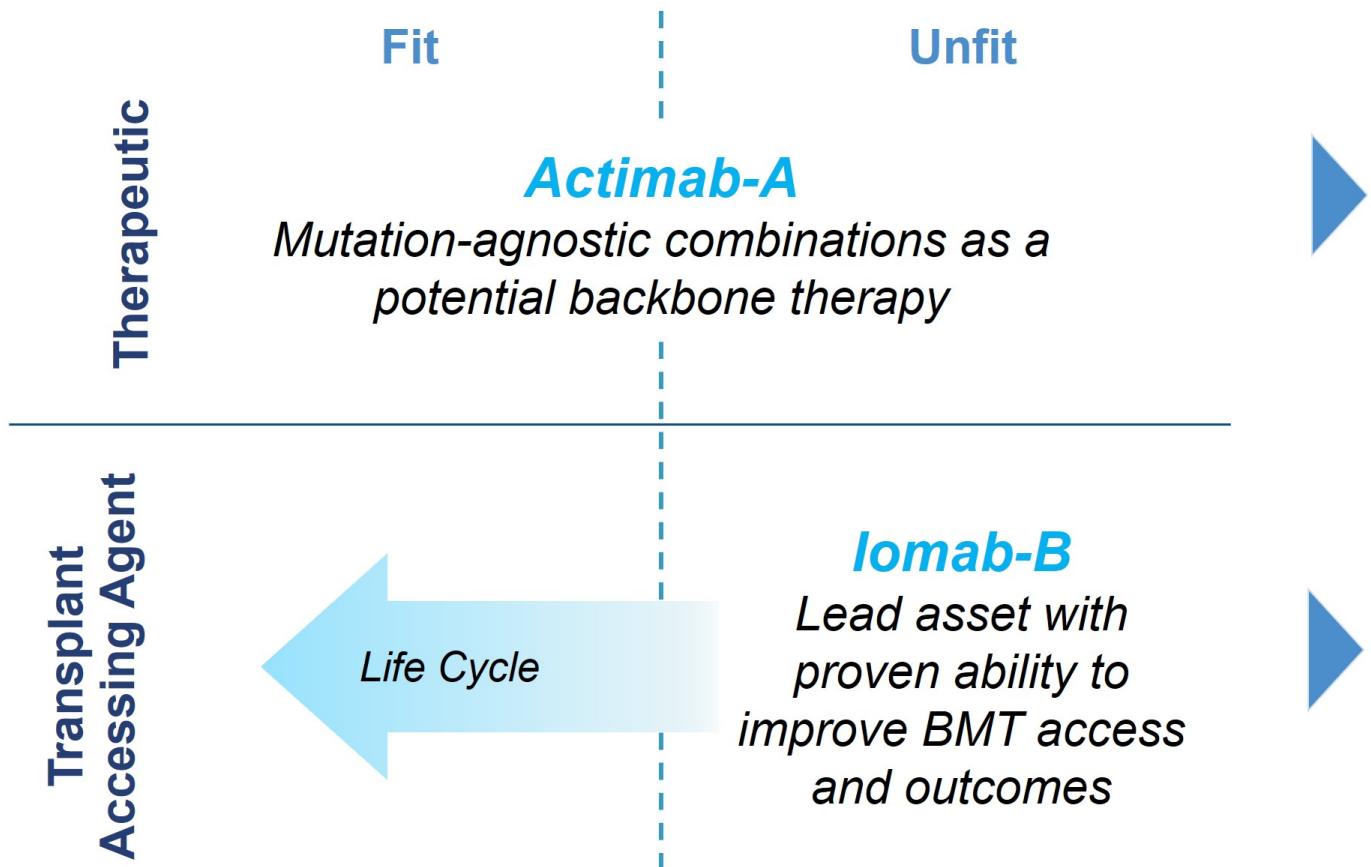 Fit
Unfit
Therapeutic
Actimab-A
Mutation-agnostic combinations as a
potential backbone therapy
Transplant
Accessing Agent
Life Cycle
Iomab-B
Lead asset with
proven ability to
improve BMT access
and outcomes